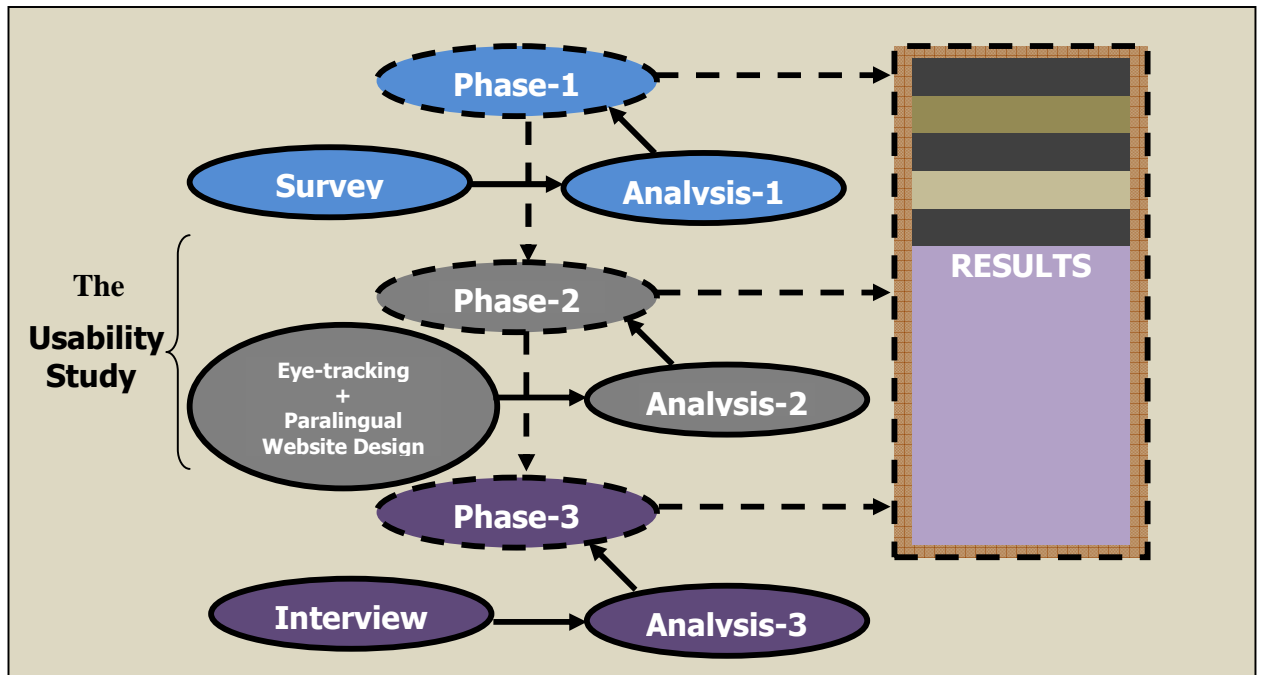 Phase-1
Survey
Analysis-1
RESULTS
The
Usability
Study
Phase-2
Eye-tracking
+
Paralingual
Website Design
Analysis-2
Phase-3
Interview
Analysis-3